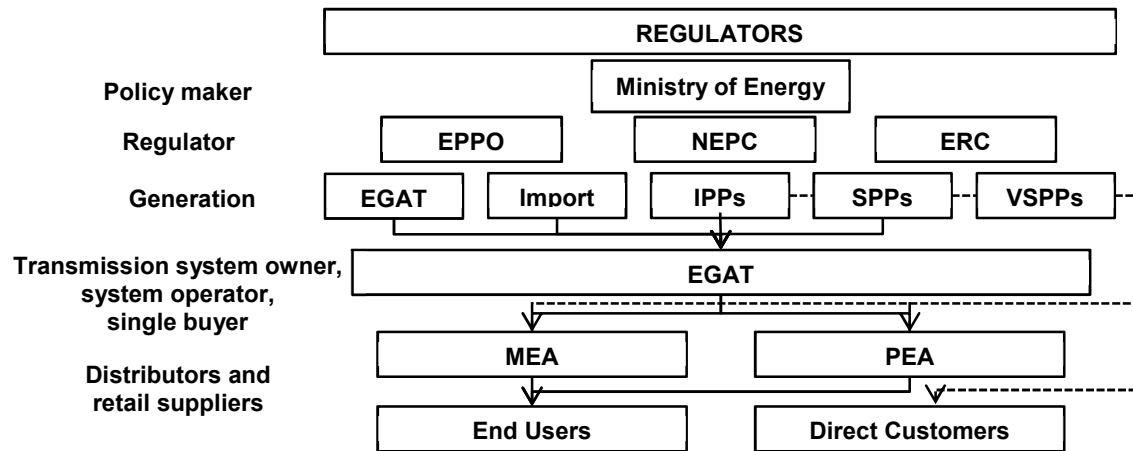 REGULATORS
Policy maker
Ministry of Energy
Regulator
EPPO
NEPC
ERC
Generation
EGAT
Import
IPPs
SPPs
VSPPs
Transmission system owner,
system operator,
single buyer
EGAT
MEA
PEA
Distributors and
retail suppliers
End Users
Direct Customers